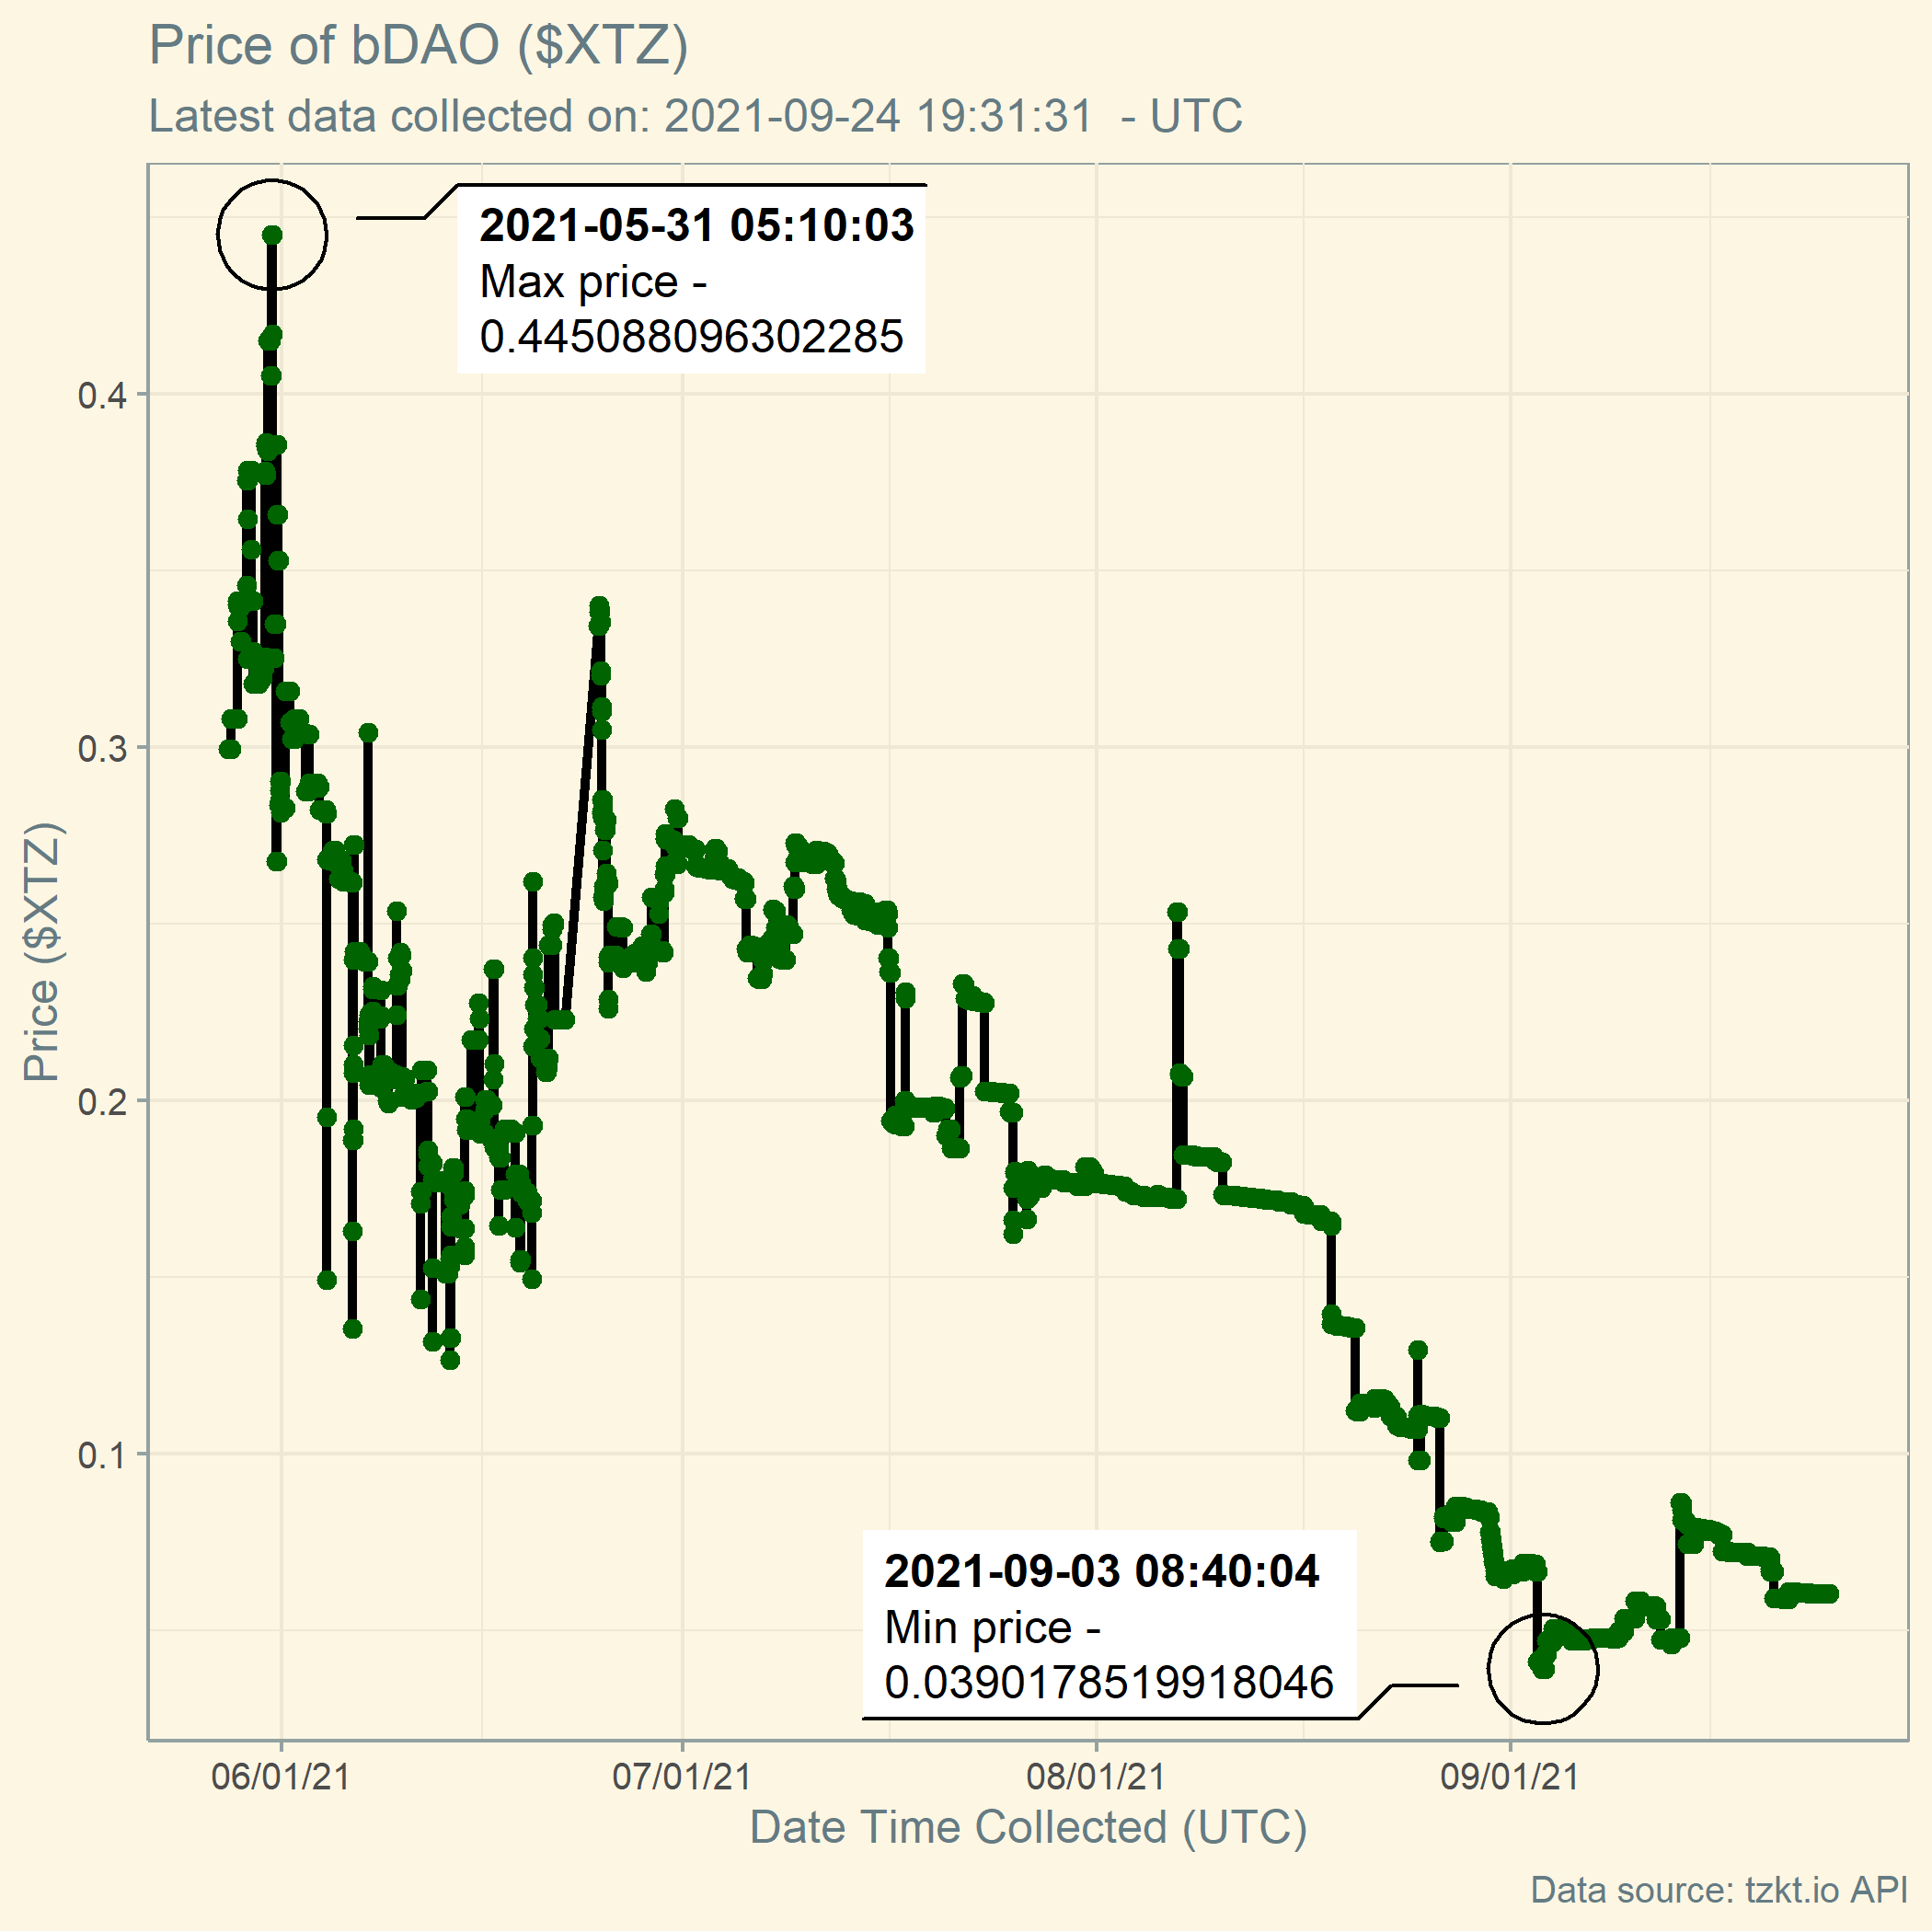 Price of bDAO ($XTZ)
Latest data collected on: 2021-09-24 19:31:31  - UTC
2021-05-31 05:10:03
Max price -
0.445088096302285
0.4
0.3
0.2
0.1
Price ($XTZ)
2021-09-03 08:40:04
Min price -
0.0390178519918046
06/01/21
07/01/21
08/01/21
09/01/21
Date Time Collected (UTC)
Data source: tzkt.io API